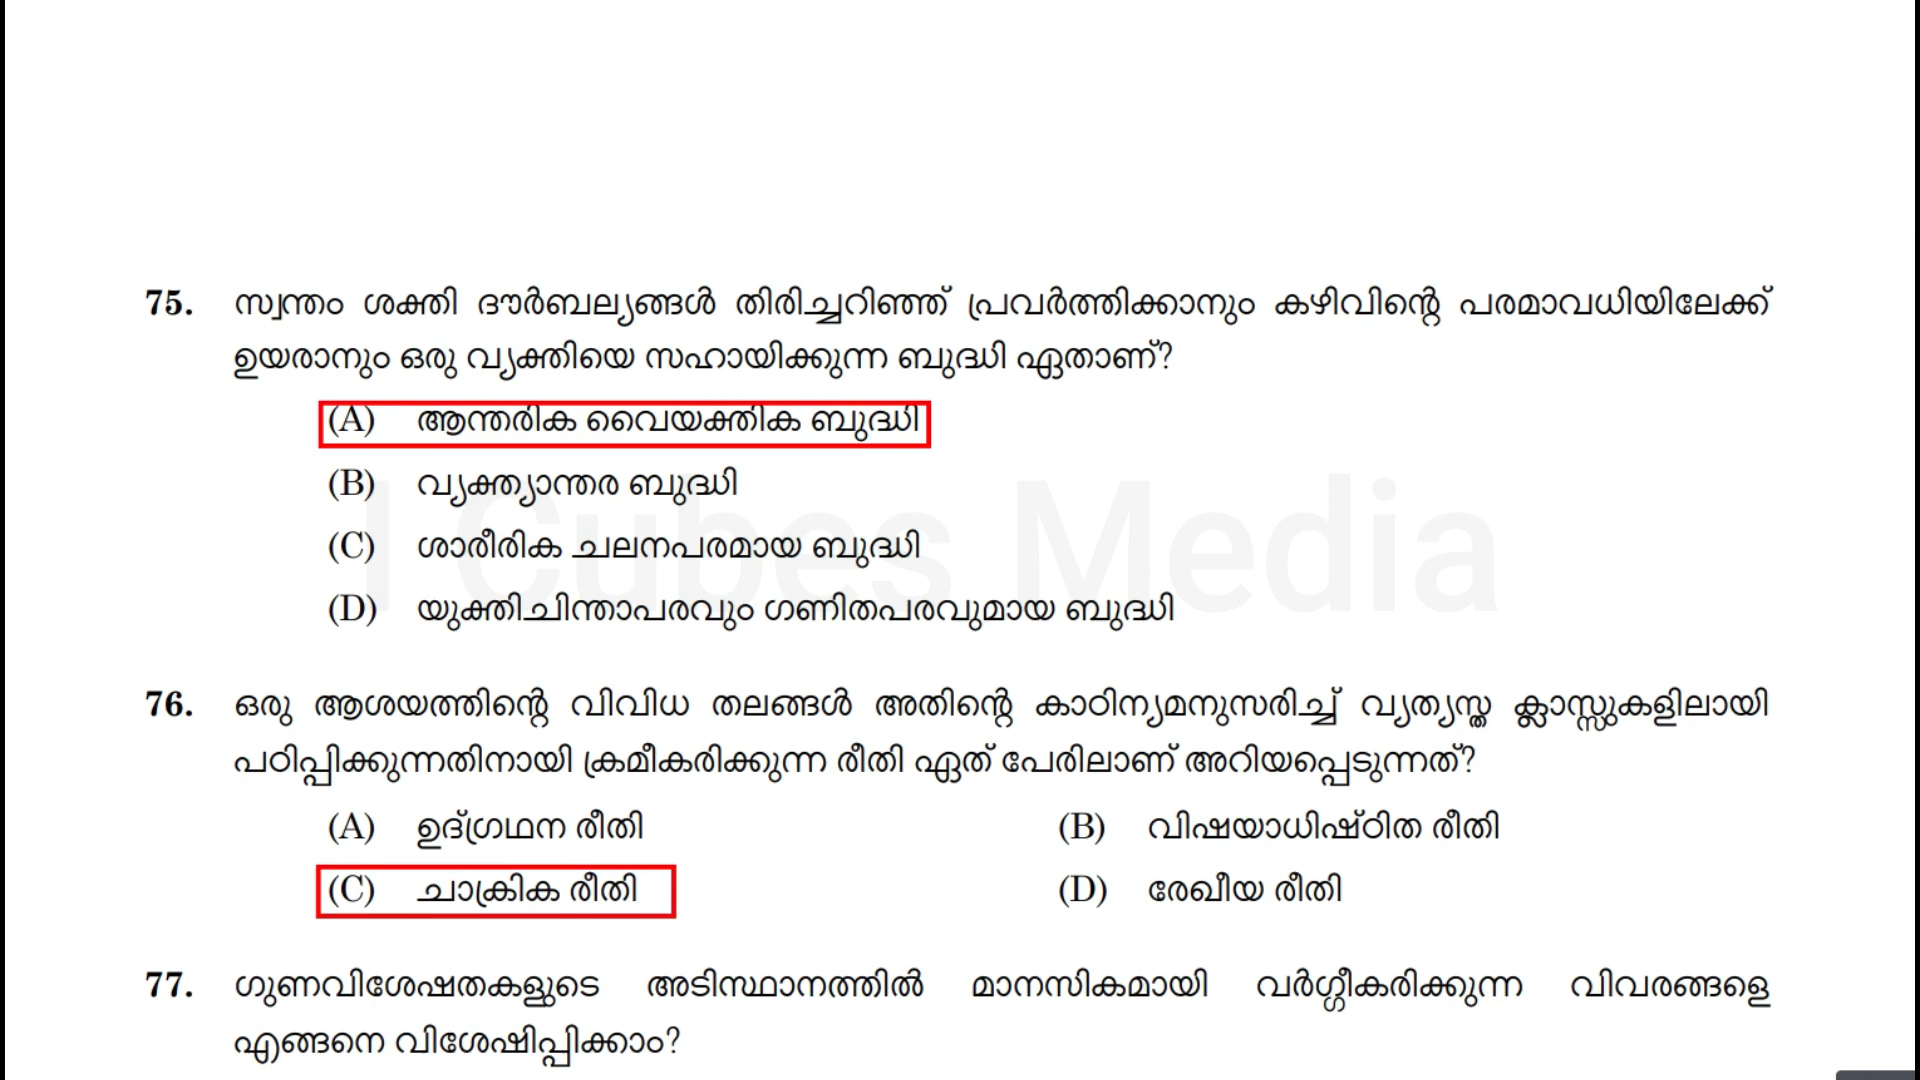 75. സ്വന്തം ശക്തി ദൗർബല്യങ്ങൾ തിരിച്ചറിഞ്ഞ് പ്രവർത്തിക്കാനും കഴിവിന്റെ പരമാവധിയിലേക്ക്
ഉയരാനും ഒരു വ്യക്തിയെ സഹായിക്കുന്ന ബുദ്ധി ഏതാണ്?
(A) ആന്തരിക വൈയക്തിക ബുദ്ധി
(B) വ്യക്ത്യാന്തര ബുദ്ധി
(C) ശാരീരിക ചലനപരമായ ബുദ്ധി
I Cubes Media
(D) യുക്തിചിന്താപരവും ഗണിതപരവുമായ ബുദ്ധി
76. ഒരു ആശയത്തിന്റെ വിവിധ തലങ്ങൾ അതിന്റെ കാഠിന്യമനുസരിച്ച് വ്യത്യസ്ത ക്ലാസ്സുകളിലായി
പഠിപ്പിക്കുന്നതിനായി ക്രമീകരിക്കുന്ന രീതി ഏത് പേരിലാണ് അറിയപ്പെടുന്നത്?
(A) ഉദ്ഗ്രഥന രീതി (B) വിഷയാധിഷ്ഠിത രീതി
(C) ചാക്രിക രീതി (D) രേഖീയ രീതി
77. ഗുണവിശേഷതകളുടെ അടിസ്ഥാനത്തിൽ മാനസികമായി വർഗ്ഗീകരിക്കുന്ന വിവരങ്ങളെ
എങ്ങനെ വിശേഷിപ്പിക്കാം?